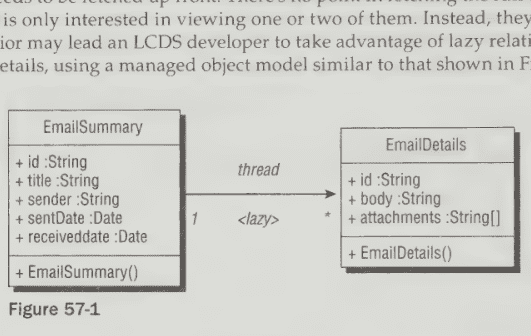 needs to be fetched up front. There's no point in fetching the
is only interested in viewing one or two of them. Instead, they
ior may lead an LCDS developer to take advantage of lazy relati
etails, using a managed object model similar to that shown in F
EmailSummary
+ id :String
+ title :String
+ sender :String
+ sentDate :Date
+ receiveddate :Date
+ EmailSummary()
thread
1 <lazy> *
EmailDetails
+ id :String
+ body :String
+ attachments :String[]
+ EmailDetails()
Figure 57-1